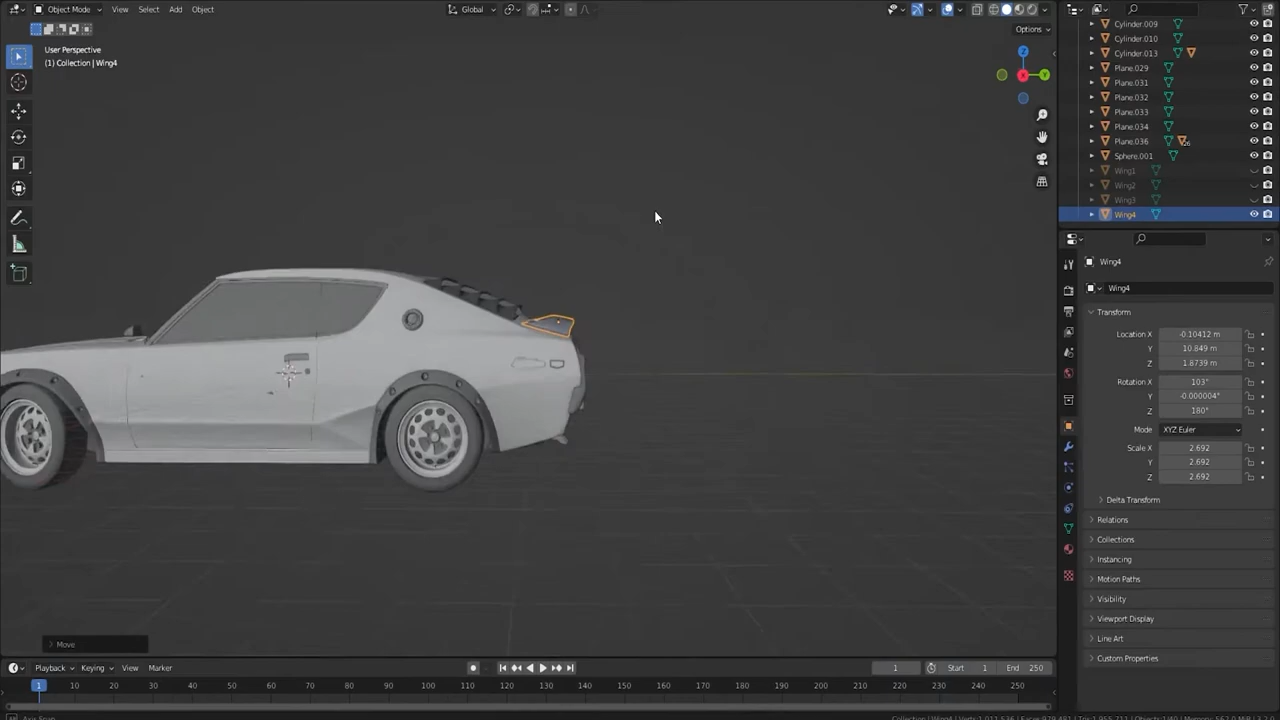 Object Mode View Select Add Object Global
Options
User Perspective
(1) Collection | Wing4
Z
Y
X
Cylinder.009
Cylinder.010
Cylinder.013
Plane.029
Plane.031
Plane.032
Plane.033
Plane.034
Plane.036
Sphere.001
Wing1
Wing2
Wing3
Wing4
Wing4
Wing4
Transform
Location X -0.10412 m
Y 10.849 m
Z 1.8739 m
Rotation X 103°
Y -0.000004°
Z 180°
Mode XYZ Euler
Scale X 2.692
Y 2.692
Z 2.692
Delta Transform
Relations
Collections
Instancing
Motion Paths
Visibility
Viewport Display
Line Art
Custom Properties
Move
Playback Keying View Marker 1 Start 1 End 250
1 10 20 30 40 50 60 70 80 90 100 110 120 130 140 150 160 170 180 190 200 210 220 230 240 250